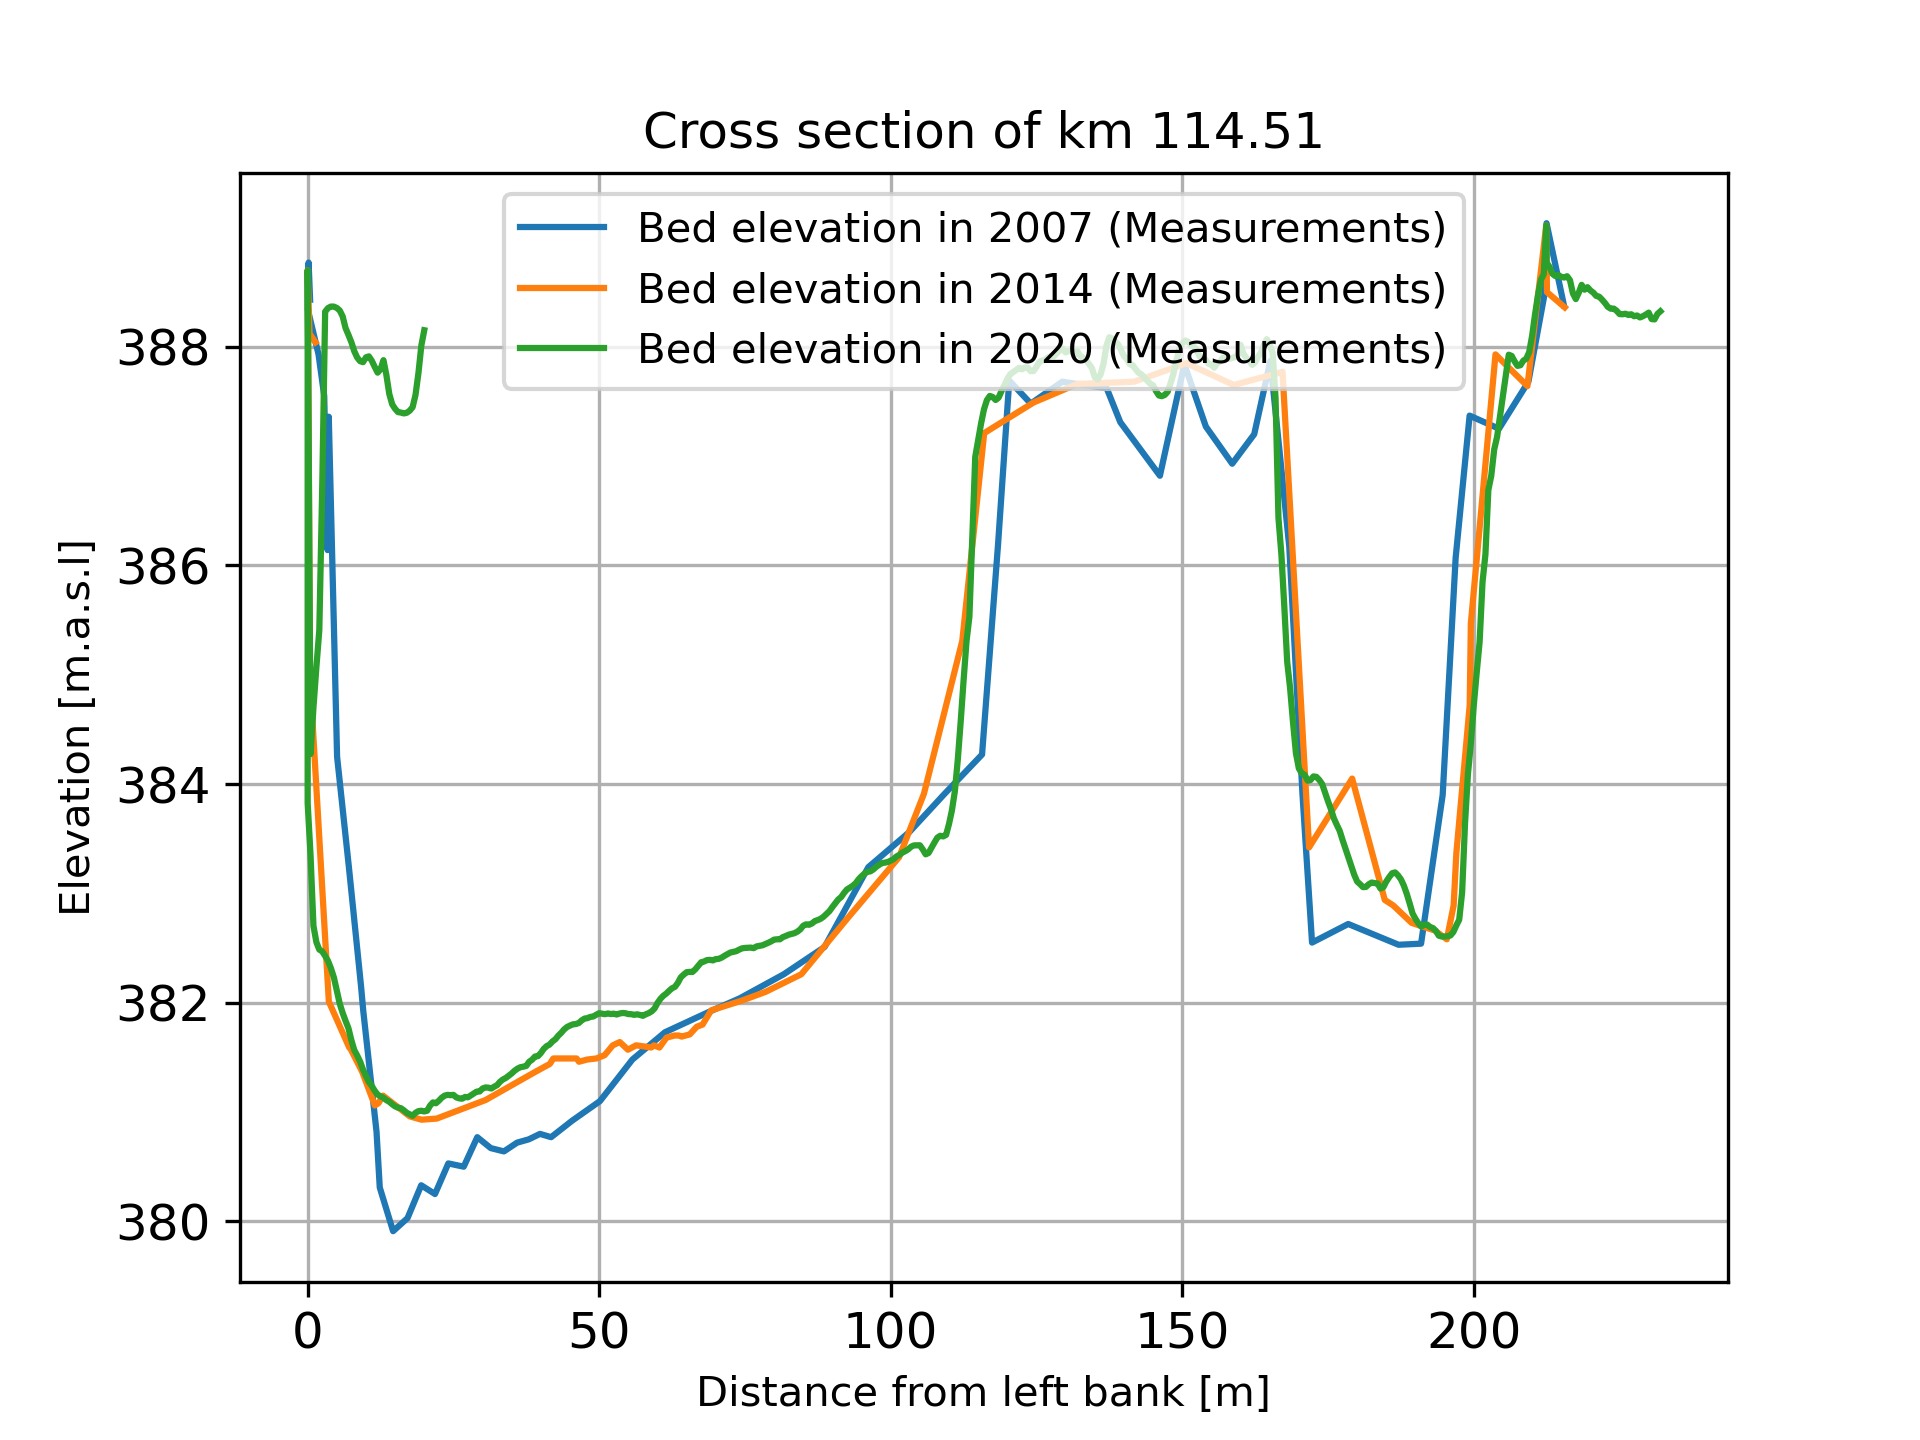 Cross section of km 114.51
Bed elevation in 2007 (Measurements)
Bed elevation in 2014 (Measurements)
Bed elevation in 2020 (Measurements)
Elevation [m.a.s.l]
388
386
384
382
380
0 50 100 150 200
Distance from left bank [m]